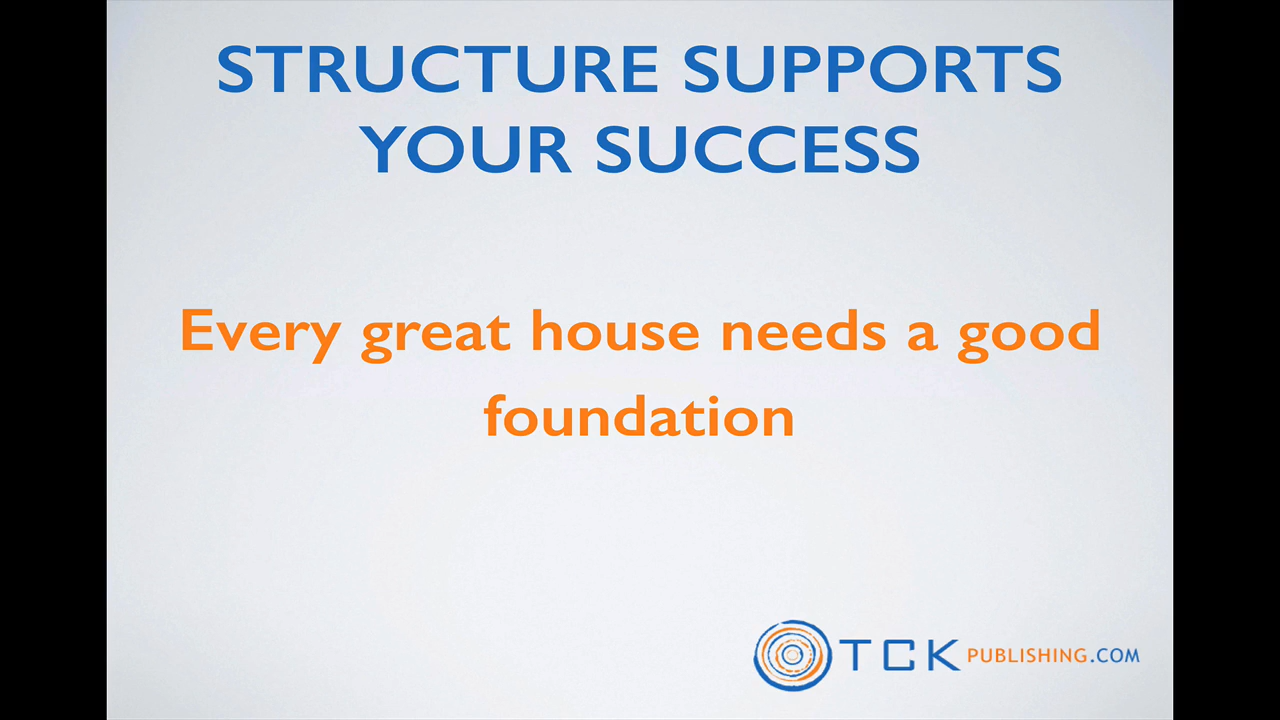 STRUCTURE SUPPORTS
YOUR SUCCESS
Every great house needs a good
foundation
TCK PUBLISHING.COM